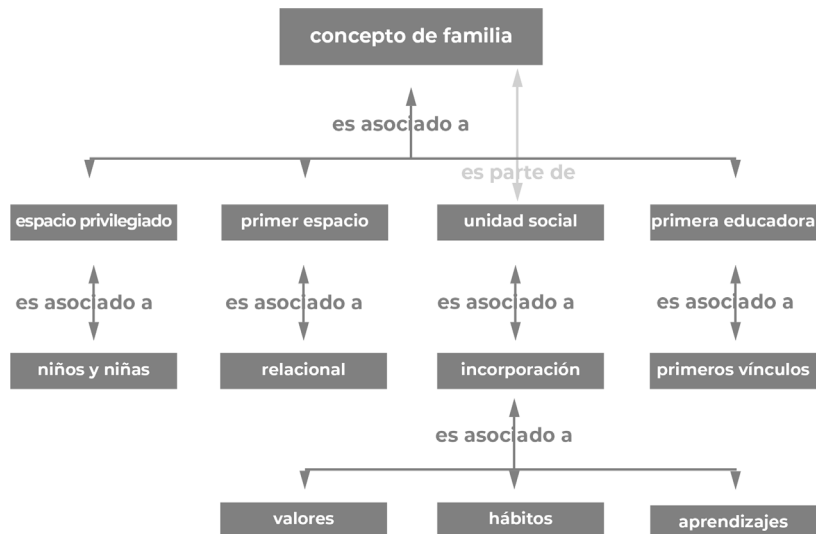 concepto de familia
es asociado a
es parte de
espacio privilegiado
primer espacio
unidad social
primera educadora
es asociado a
es asociado a
es asociado a
es asociado a
niños y niñas
relacional
incorporación
primeros vínculos
es asociado a
valores
hábitos
aprendizajes